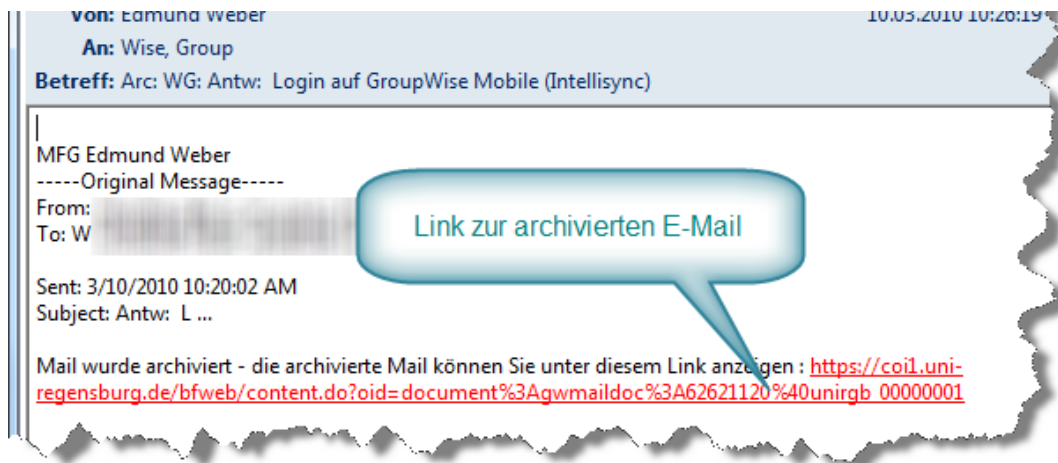 Von: Edmund Weber 10.03.2010 10:26:19
An: Wise, Group
Betreff: Arc: WG: Antw: Login auf GroupWise Mobile (Intellisync)
MFG Edmund Weber
-----Original Message-----
From:
To: W
Link zur archivierten E-Mail
Sent: 3/10/2010 10:20:02 AM
Subject: Antw: L ...
Mail wurde archiviert - die archivierte Mail können Sie unter diesem Link anzeigen : https://coi1.uni-
regensburg.de/bfweb/content.do?oid=document%3Agwmaildoc%3A62621120%40unirgb_00000001